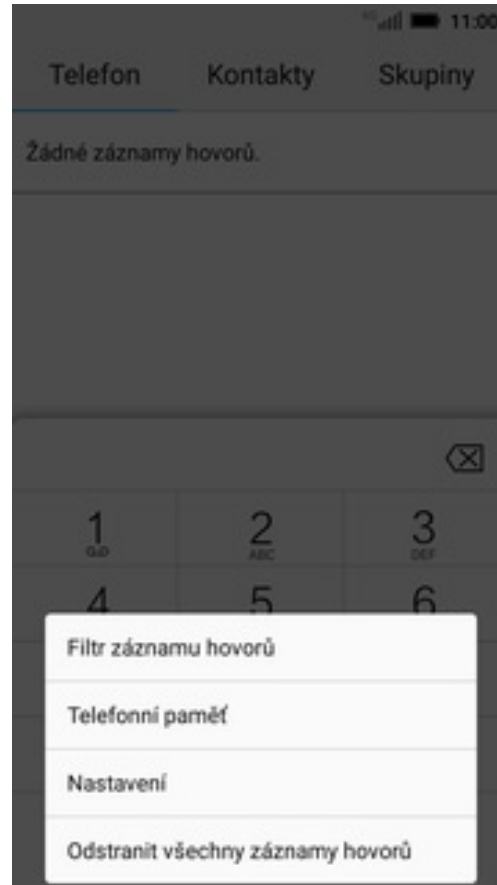 11:00
Telefon Kontakty Skupiny
Žádné záznamy hovorů.
1 2 3
ABC DEF
4 5 6
Filtr záznamu hovorů
Telefonní paměť
Nastavení
Odstranit všechny záznamy hovorů